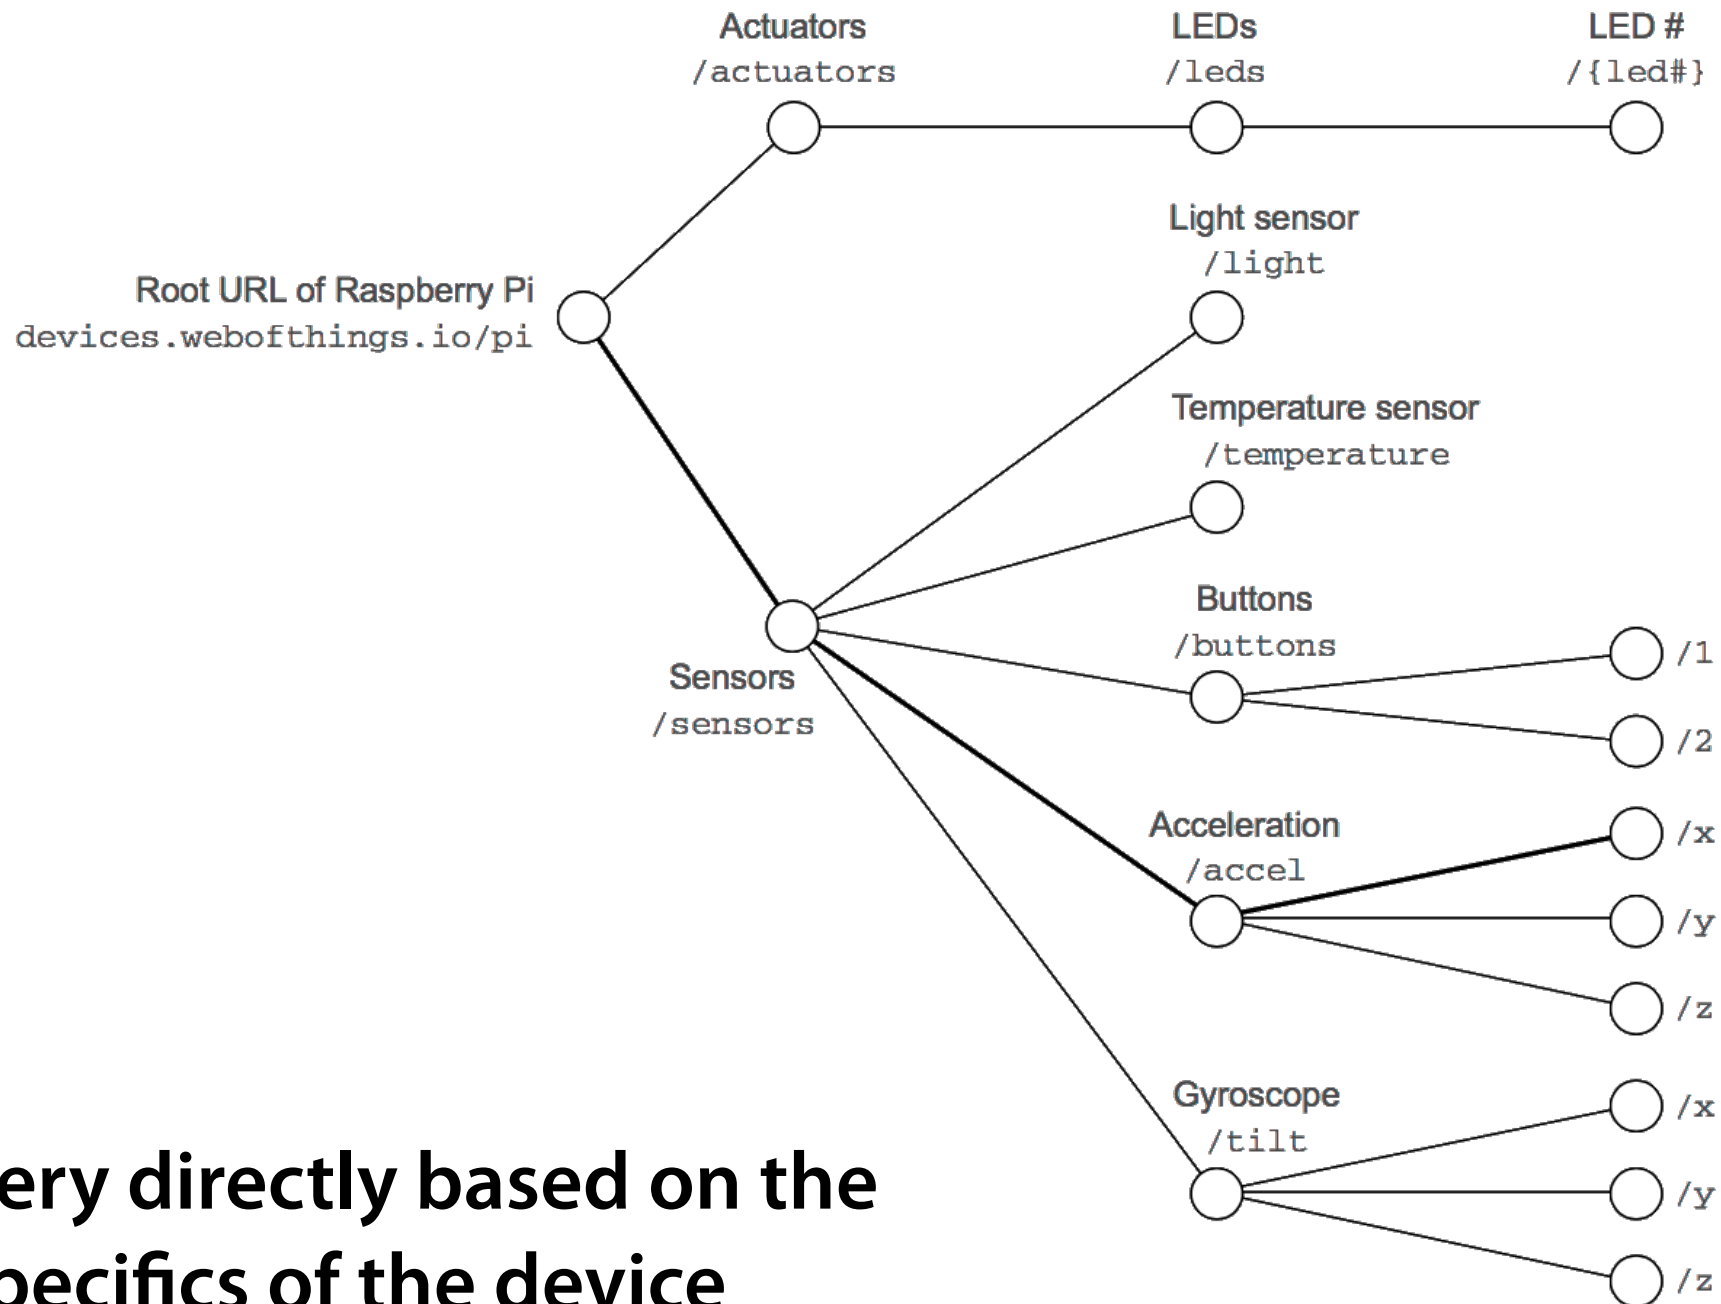 Actuators
/actuators
LEDs
/leds
LED #
/{led#}
Light sensor
/light
Root URL of Raspberry Pi
devices.webofthings.io/pi
Temperature sensor
/temperature
Buttons
/buttons
/1
/2
Sensors
/sensors
Acceleration
/accel
/x
/y
/z
Gyroscope
/tilt
/x
/y
/z
directly based on the
of the device